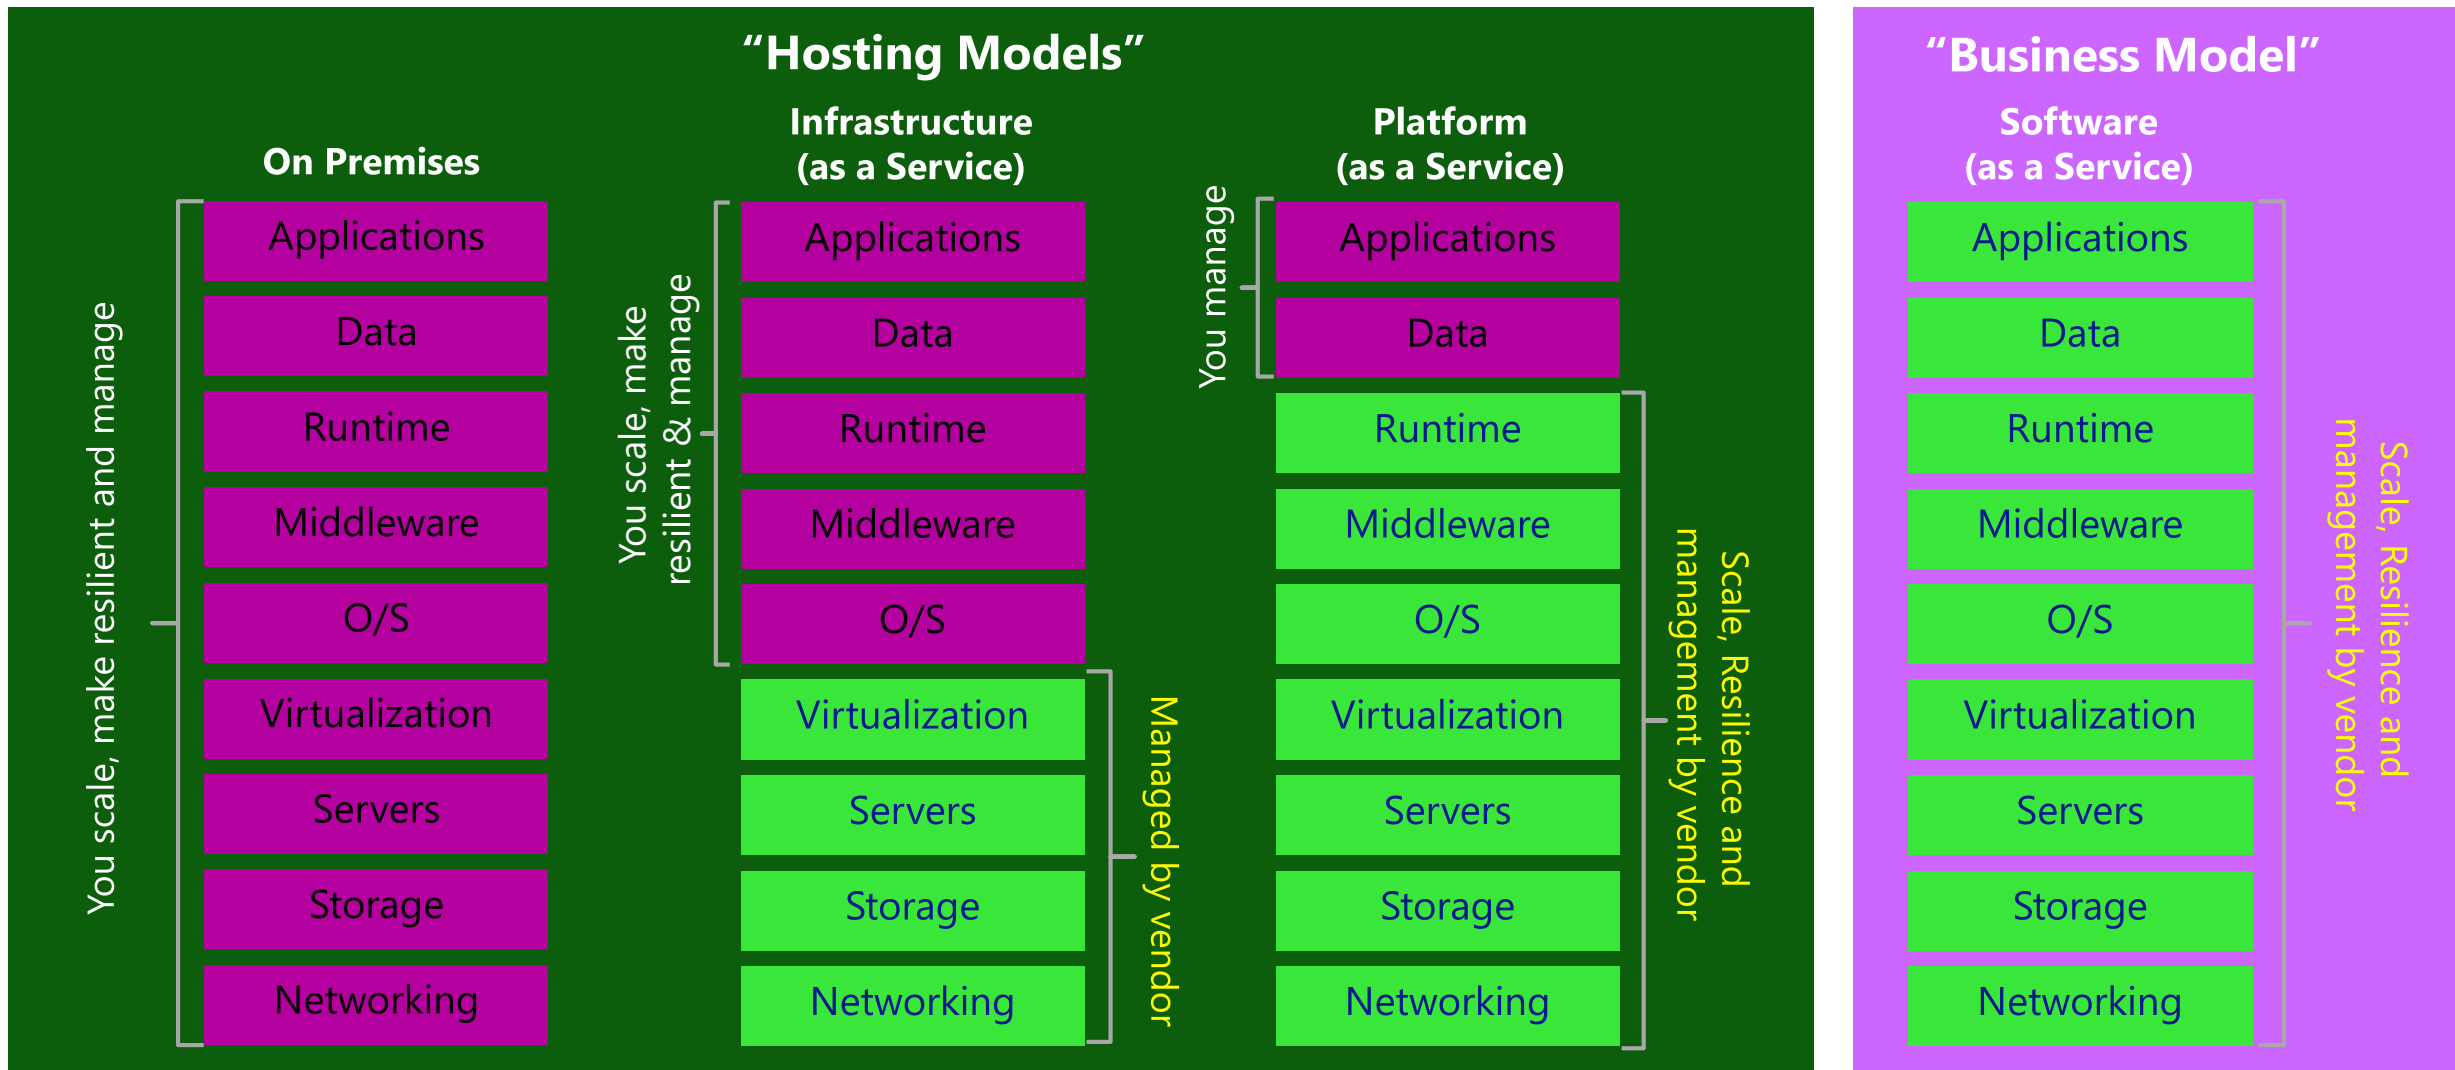 “Hosting Models”
On Premises
You scale, make resilient and manage
Applications
Data
Runtime
Middleware
O/S
Virtualization
Servers
Storage
Networking
Infrastructure
(as a Service)
You scale, make
resilient & manage
Applications
Data
Runtime
Middleware
O/S
Virtualization
Servers
Storage
Networking
Managed by vendor
Platform
(as a Service)
You manage
Applications
Data
Runtime
Middleware
O/S
Virtualization
Servers
Storage
Networking
Scale, Resilience and
management by vendor
“Business Model”
Software
(as a Service)
Applications
Data
Runtime
Middleware
O/S
Virtualization
Servers
Storage
Networking
Scale, Resilience and
management by vendor